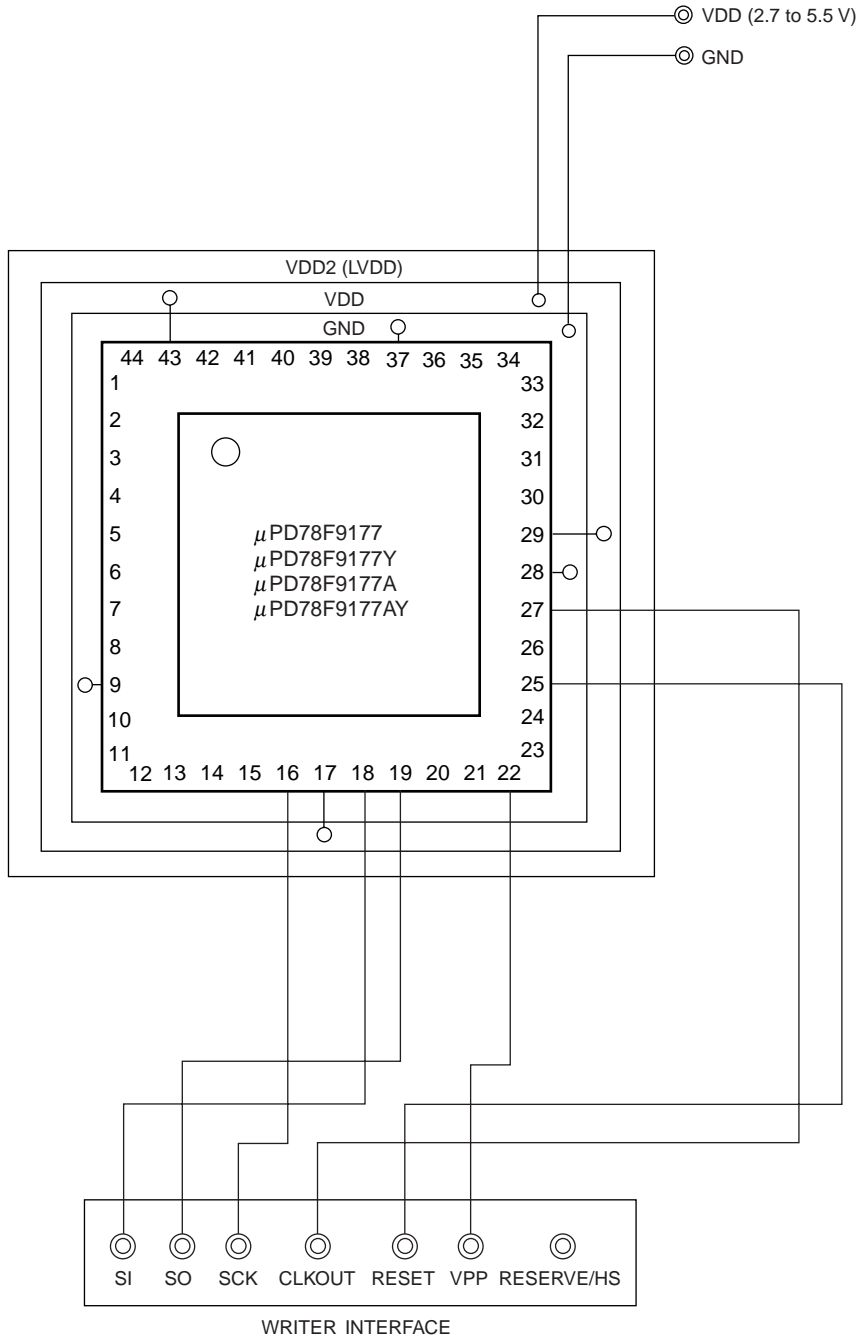 VDD (2.7 to 5.5 V)
GND
VDD2 (LVDD)
VDD
GND
44 43 42 41 40 39 38 37 36 35 34
1 33
2 32
3 31
4 30
5 29
6 28
7 27
8 26
9 25
10 24
11 23
12 13 14 15 16 17 18 19 20 21 22
μPD78F9177
μPD78F9177Y
μPD78F9177A
μPD78F9177AY
SI SO SCK CLKOUT RESET VPP RESERVE/HS
WRITER INTERFACE